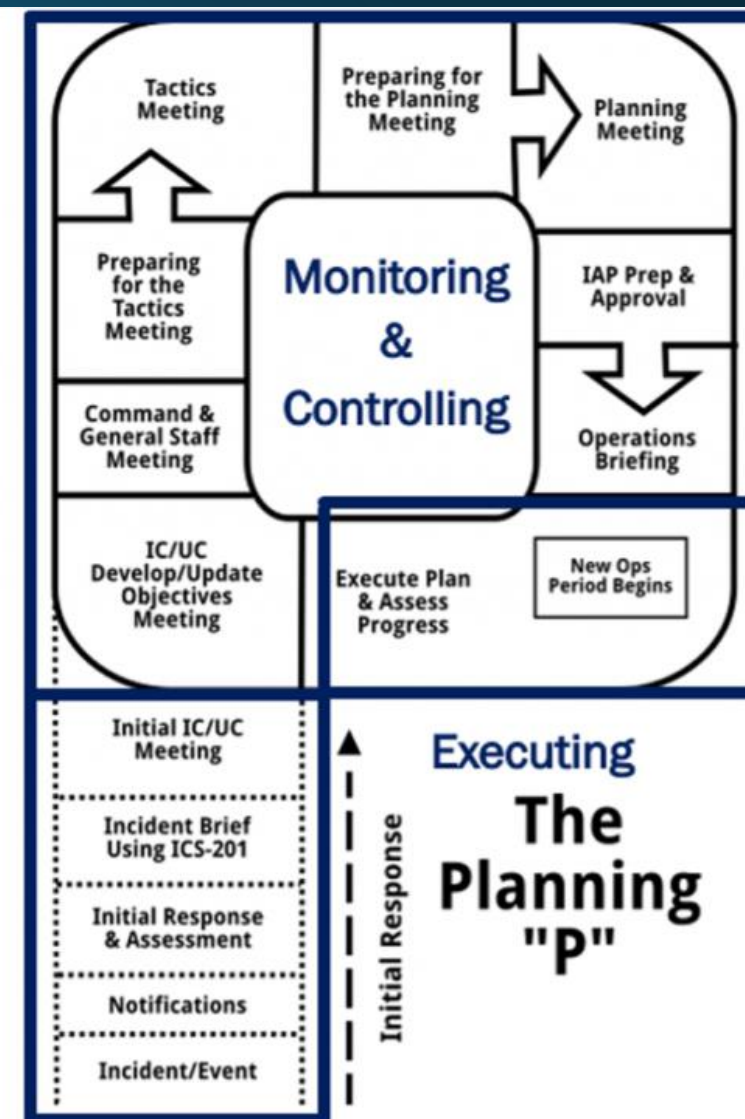 Tactics
Meeting
Preparing for
the Planning
Meeting
Planning
Meeting
Preparing
for the
Tactics
Meeting
Monitoring
&
Controlling
IAP Prep &
Approval
Command &
General Staff
Meeting
Operations
Briefing
IC/UC
Develop/Update
Objectives
Meeting
Execute Plan
& Assess
Progress
New Ops
Period Begins
Initial IC/UC
Meeting
Incident Brief
Using ICS-201
Initial Response
& Assessment
Notifications
Incident/Event
Initial Response
Executing
The
Planning
"P"